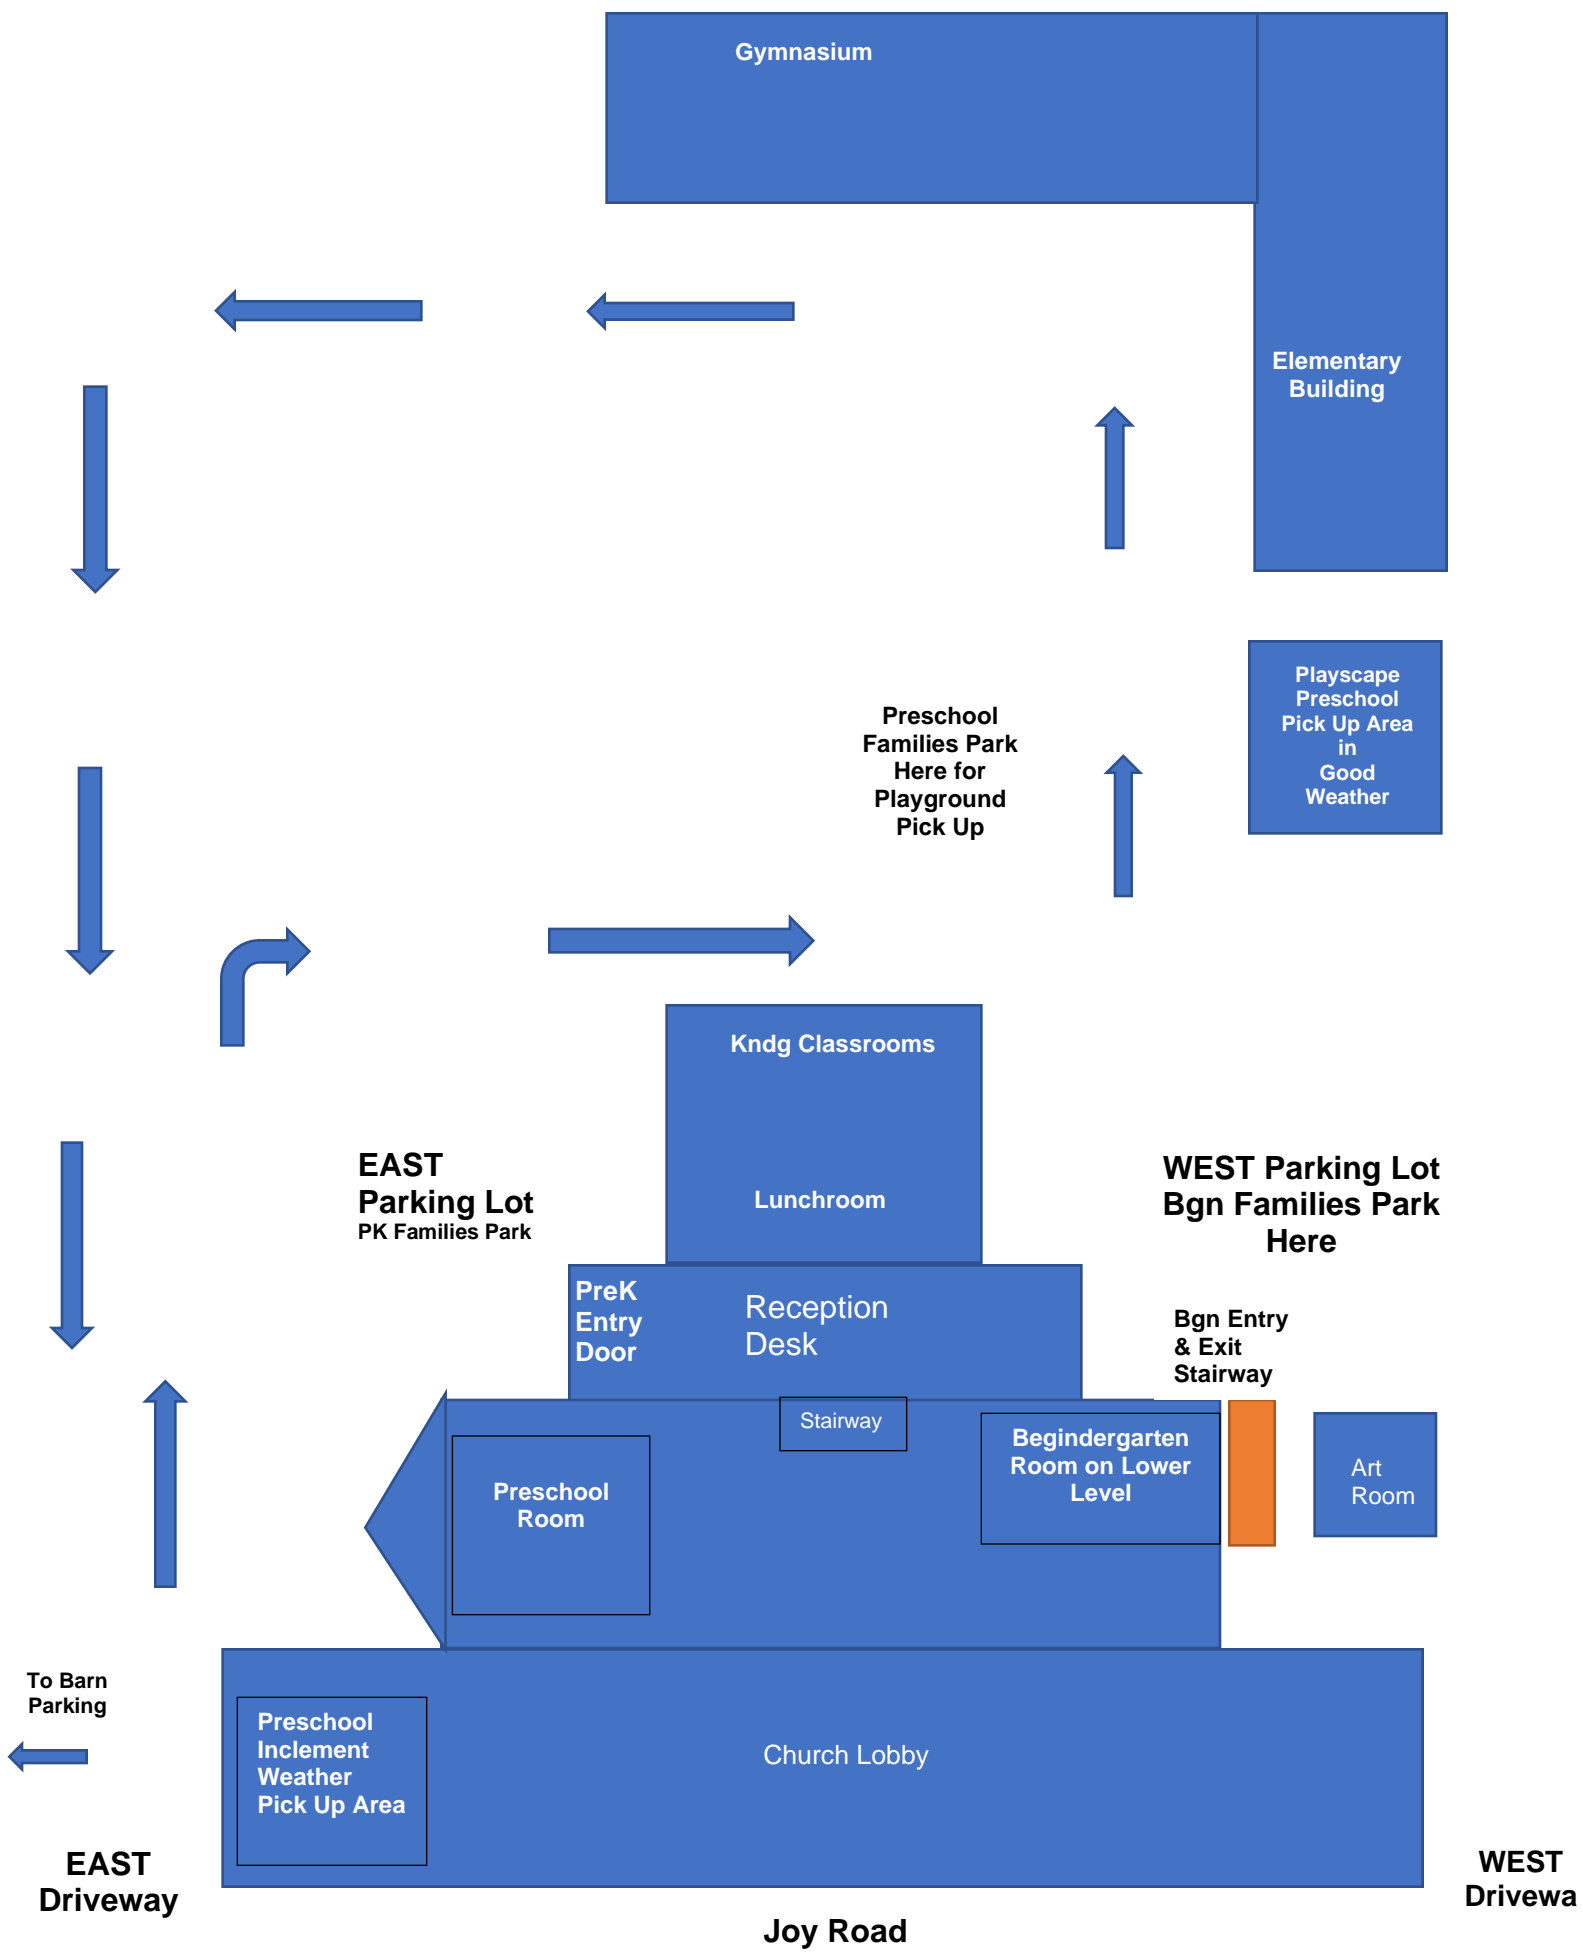 Gymnasium
Elementary
Building
Playscape
Preschool
Pick Up Area
in
Good
Weather
Preschool
Families Park
Here for
Playground
Pick Up
Kndg Classrooms
Lunchroom
EAST
Parking Lot
PK Families Park
WEST Parking Lot
Bgn Families Park
Here
PreK
Entry
Door
Reception
Desk
Bgn Entry
& Exit
Stairway
Stairway
Begindergarten
Room on Lower
Level
Art
Room
Preschool
Room
To Barn
Parking
Preschool
Inclement
Weather
Pick Up Area
Church Lobby
EAST
Driveway
WEST
Drivewa
Joy Road